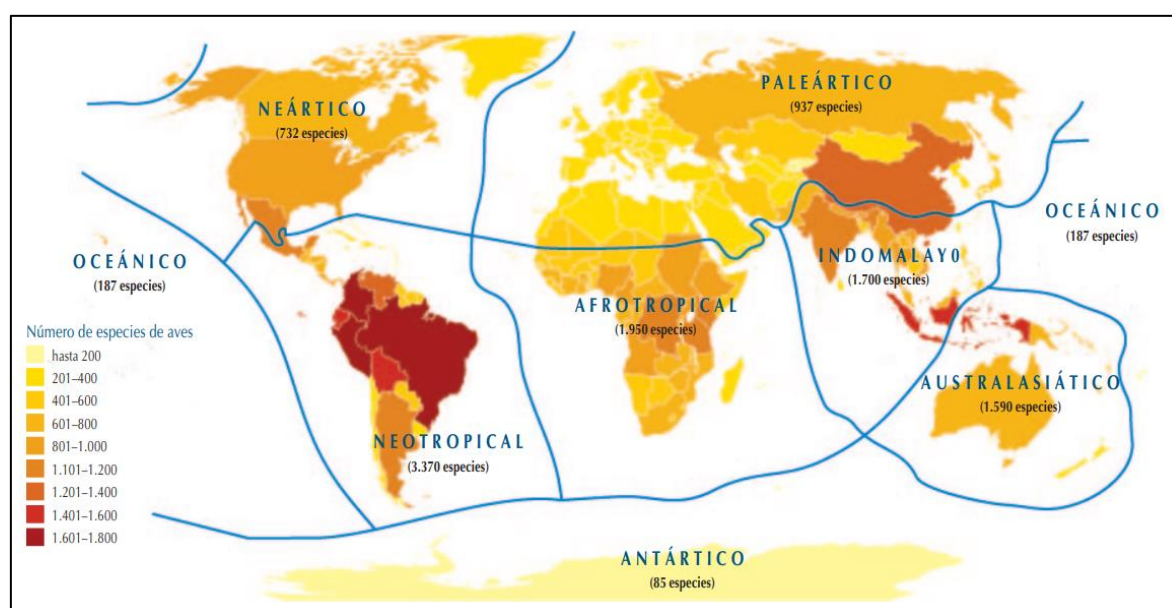 NEÁRTICO
(732 especies)
PALEÁRTICO
(937 especies)
OCEÁNICO
(187 especies)
OCEÁNICO
(187 especies)
INDOMALAY0
(1.700 especies)
AFROTROPICAL
(1.950 especies)
AUSTRALASIÁTICO
(1.590 especies)
NEOTROPICAL
(3.370 especies)
ANTÁRTICO
(85 especies)
Número de especies de aves
hasta 200
201–400
401–600
601–800
801–1.000
1.101–1.200
1.201–1.400
1.401–1.600
1.601–1.800